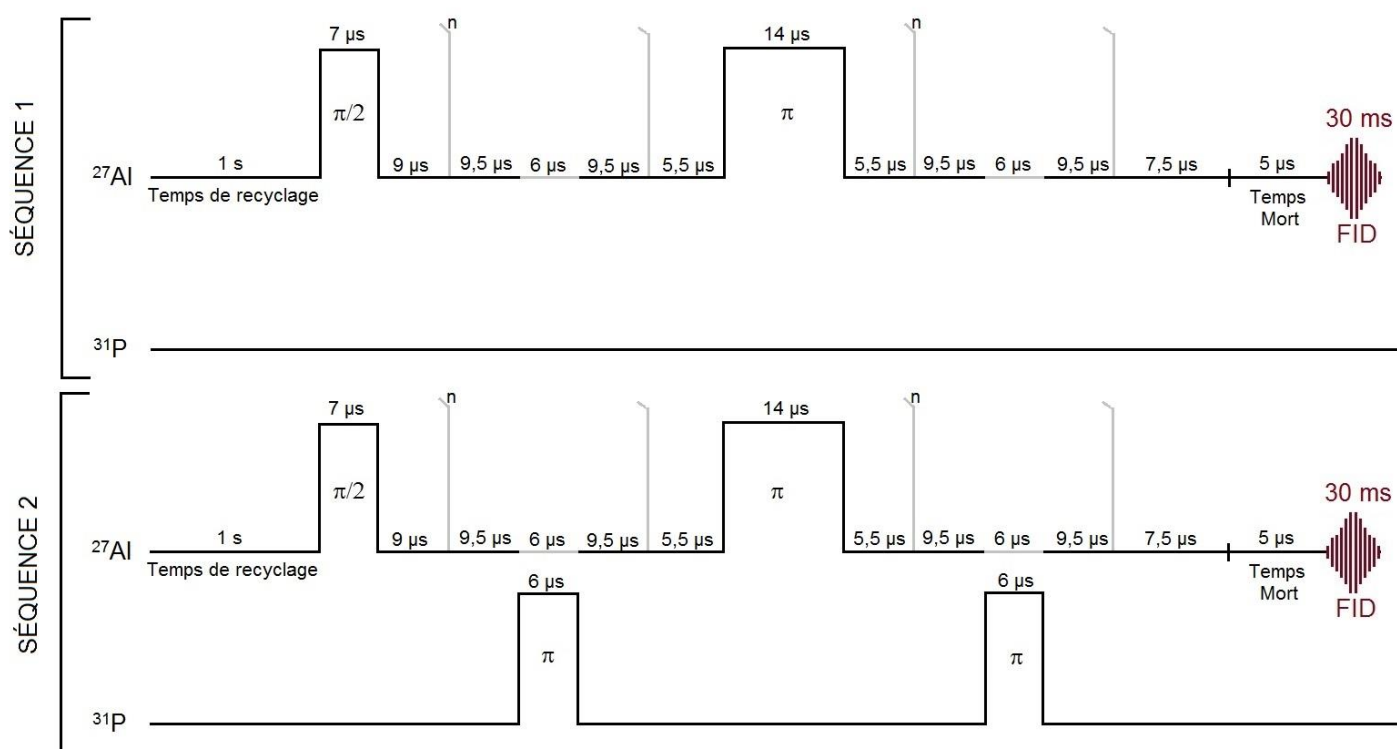 SÉQUENCE 1
7 µs
n
14 µs
n
π/2
π
30 ms
²⁷Al
1 s
9 µs
9,5 µs
6 µs
9,5 µs
5,5 µs
5,5 µs
9,5 µs
6 µs
9,5 µs
7,5 µs
5 µs
Temps de recyclage
Temps
Mort
FID
³¹P
SÉQUENCE 2
7 µs
n
14 µs
n
π/2
π
30 ms
²⁷Al
1 s
9 µs
9,5 µs
6 µs
9,5 µs
5,5 µs
5,5 µs
9,5 µs
6 µs
9,5 µs
7,5 µs
5 µs
Temps de recyclage
Temps
Mort
FID
6 µs
6 µs
π
π
³¹P